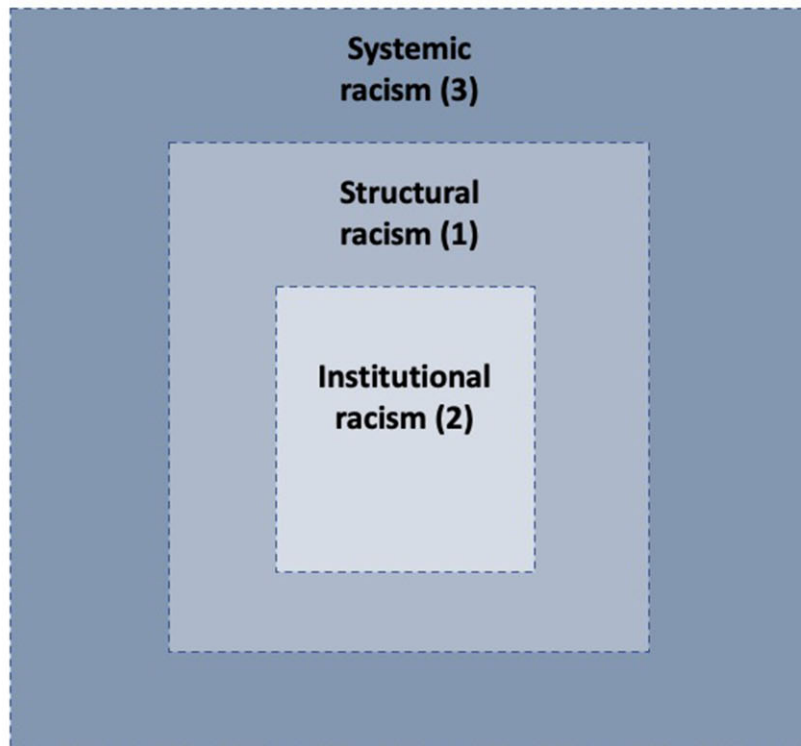 Systemic
racism (3)
Structural
racism (1)
Institutional
racism (2)